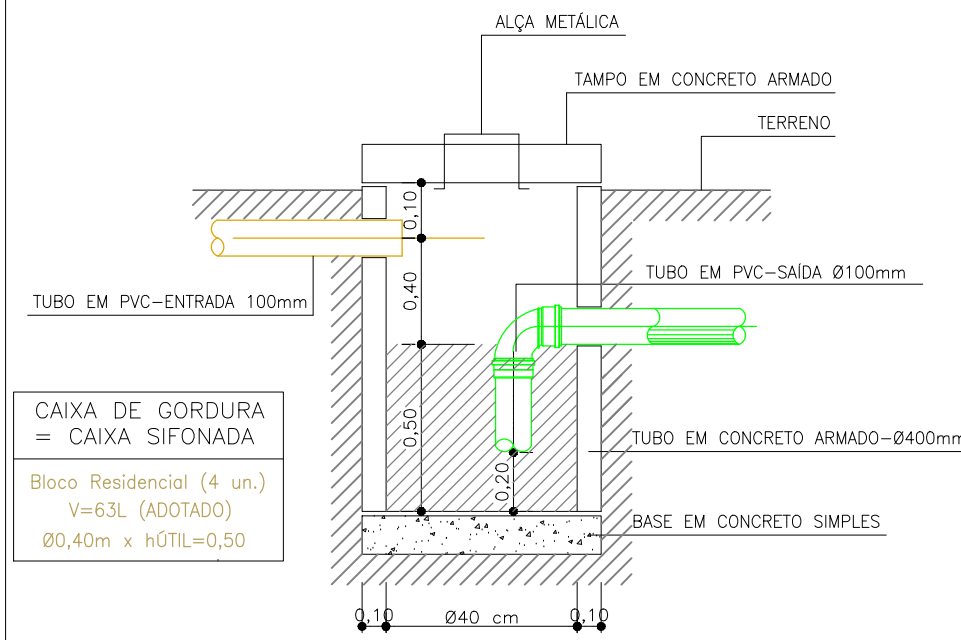 ALÇA METÁLICA
TAMPO EM CONCRETO ARMADO
TERRENO
0,10
TUBO EM PVC-SAÍDA Ø100mm
0,40
TUBO EM PVC-ENTRADA 100mm
CAIXA DE GORDURA
= CAIXA SIFONADA
Bloco Residencial (4 un.)
V=63L (ADOTADO)
Ø0,40m x hÚTIL=0,50
0,50
TUBO EM CONCRETO ARMADO-Ø400mm
0,20
BASE EM CONCRETO SIMPLES
0,10
Ø40 cm
0,10